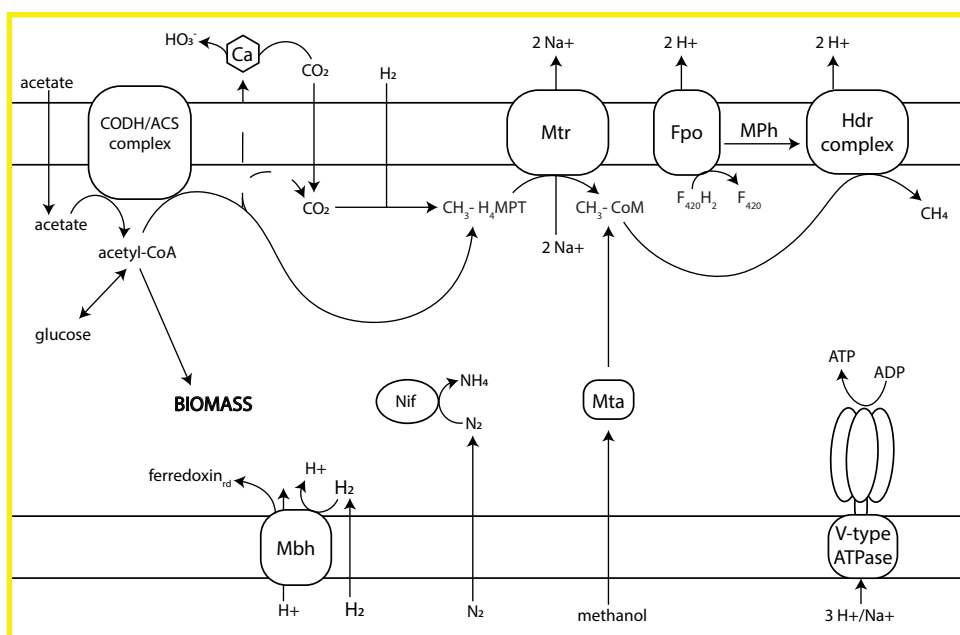 HO₃⁻
Ca
CO₂
H₂
2 Na+
2 H+
2 H+
acetate
CODH/ACS
complex
Mtr
Fpo
MPh
Hdr
complex
acetate
CO₂
CH₃- H₄MPT
CH₃- CoM
F₄₂₀H₂
F₄₂₀
CH₄
acetyl-CoA
2 Na+
glucose
BIOMASS
Nif
NH₄
N₂
Mta
ATP
ADP
ferredoxin rd
H+
H₂
Mbh
V-type
ATPase
H+
H₂
N₂
methanol
3 H+/Na+